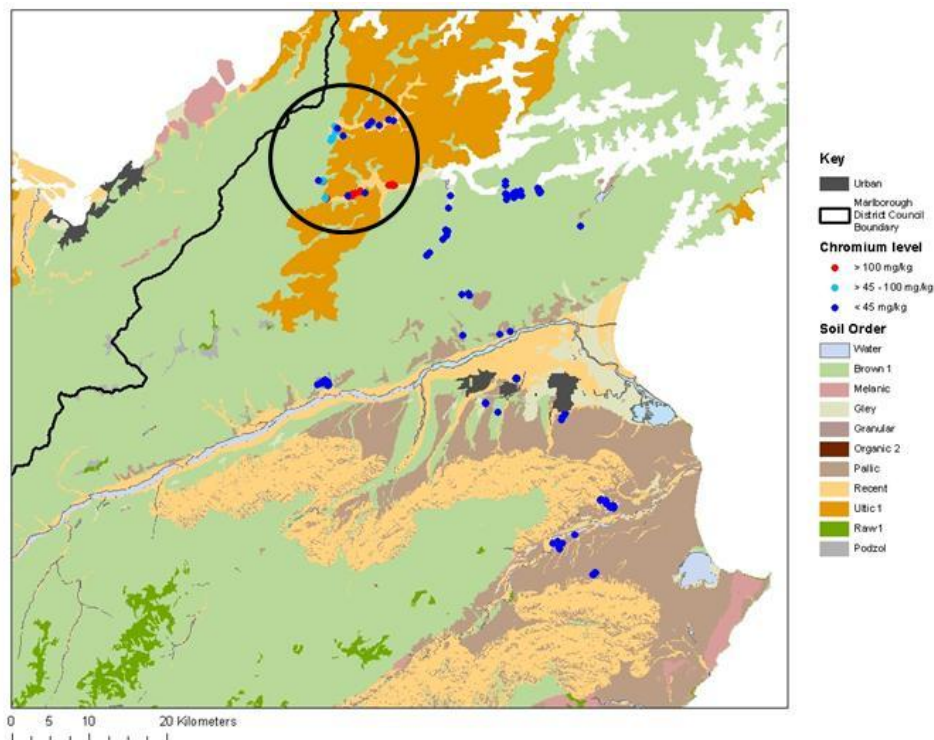 Key
Urban
Marlborough
District Council
Boundary
Chromium level
> 100 mg/kg
> 45 - 100 mg/kg
< 45 mg/kg
Soil Order
Water
Brown 1
Melanic
Gley
Granular
Organic 2
Pallic
Recent
Ultic 1
Raw1
Podzol
0 5 10 20 Kilometers